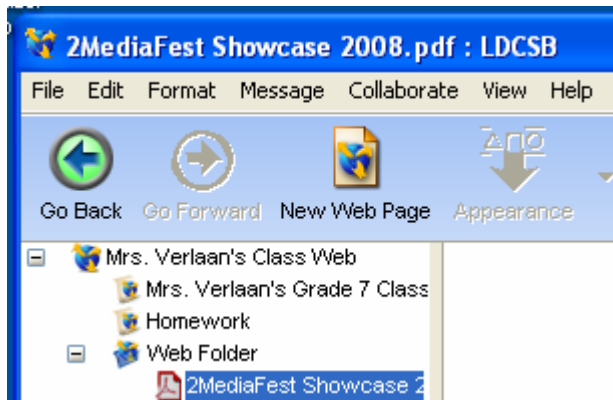 2MediaFest Showcase 2008.pdf : LDCSB
File Edit Format Message Collaborate View Help
Go Back Go Forward New Web Page Appearance
Mrs. Verlaan's Class Web
Mrs. Verlaan's Grade 7 Class
Homework
Web Folder
2MediaFest Showcase 2